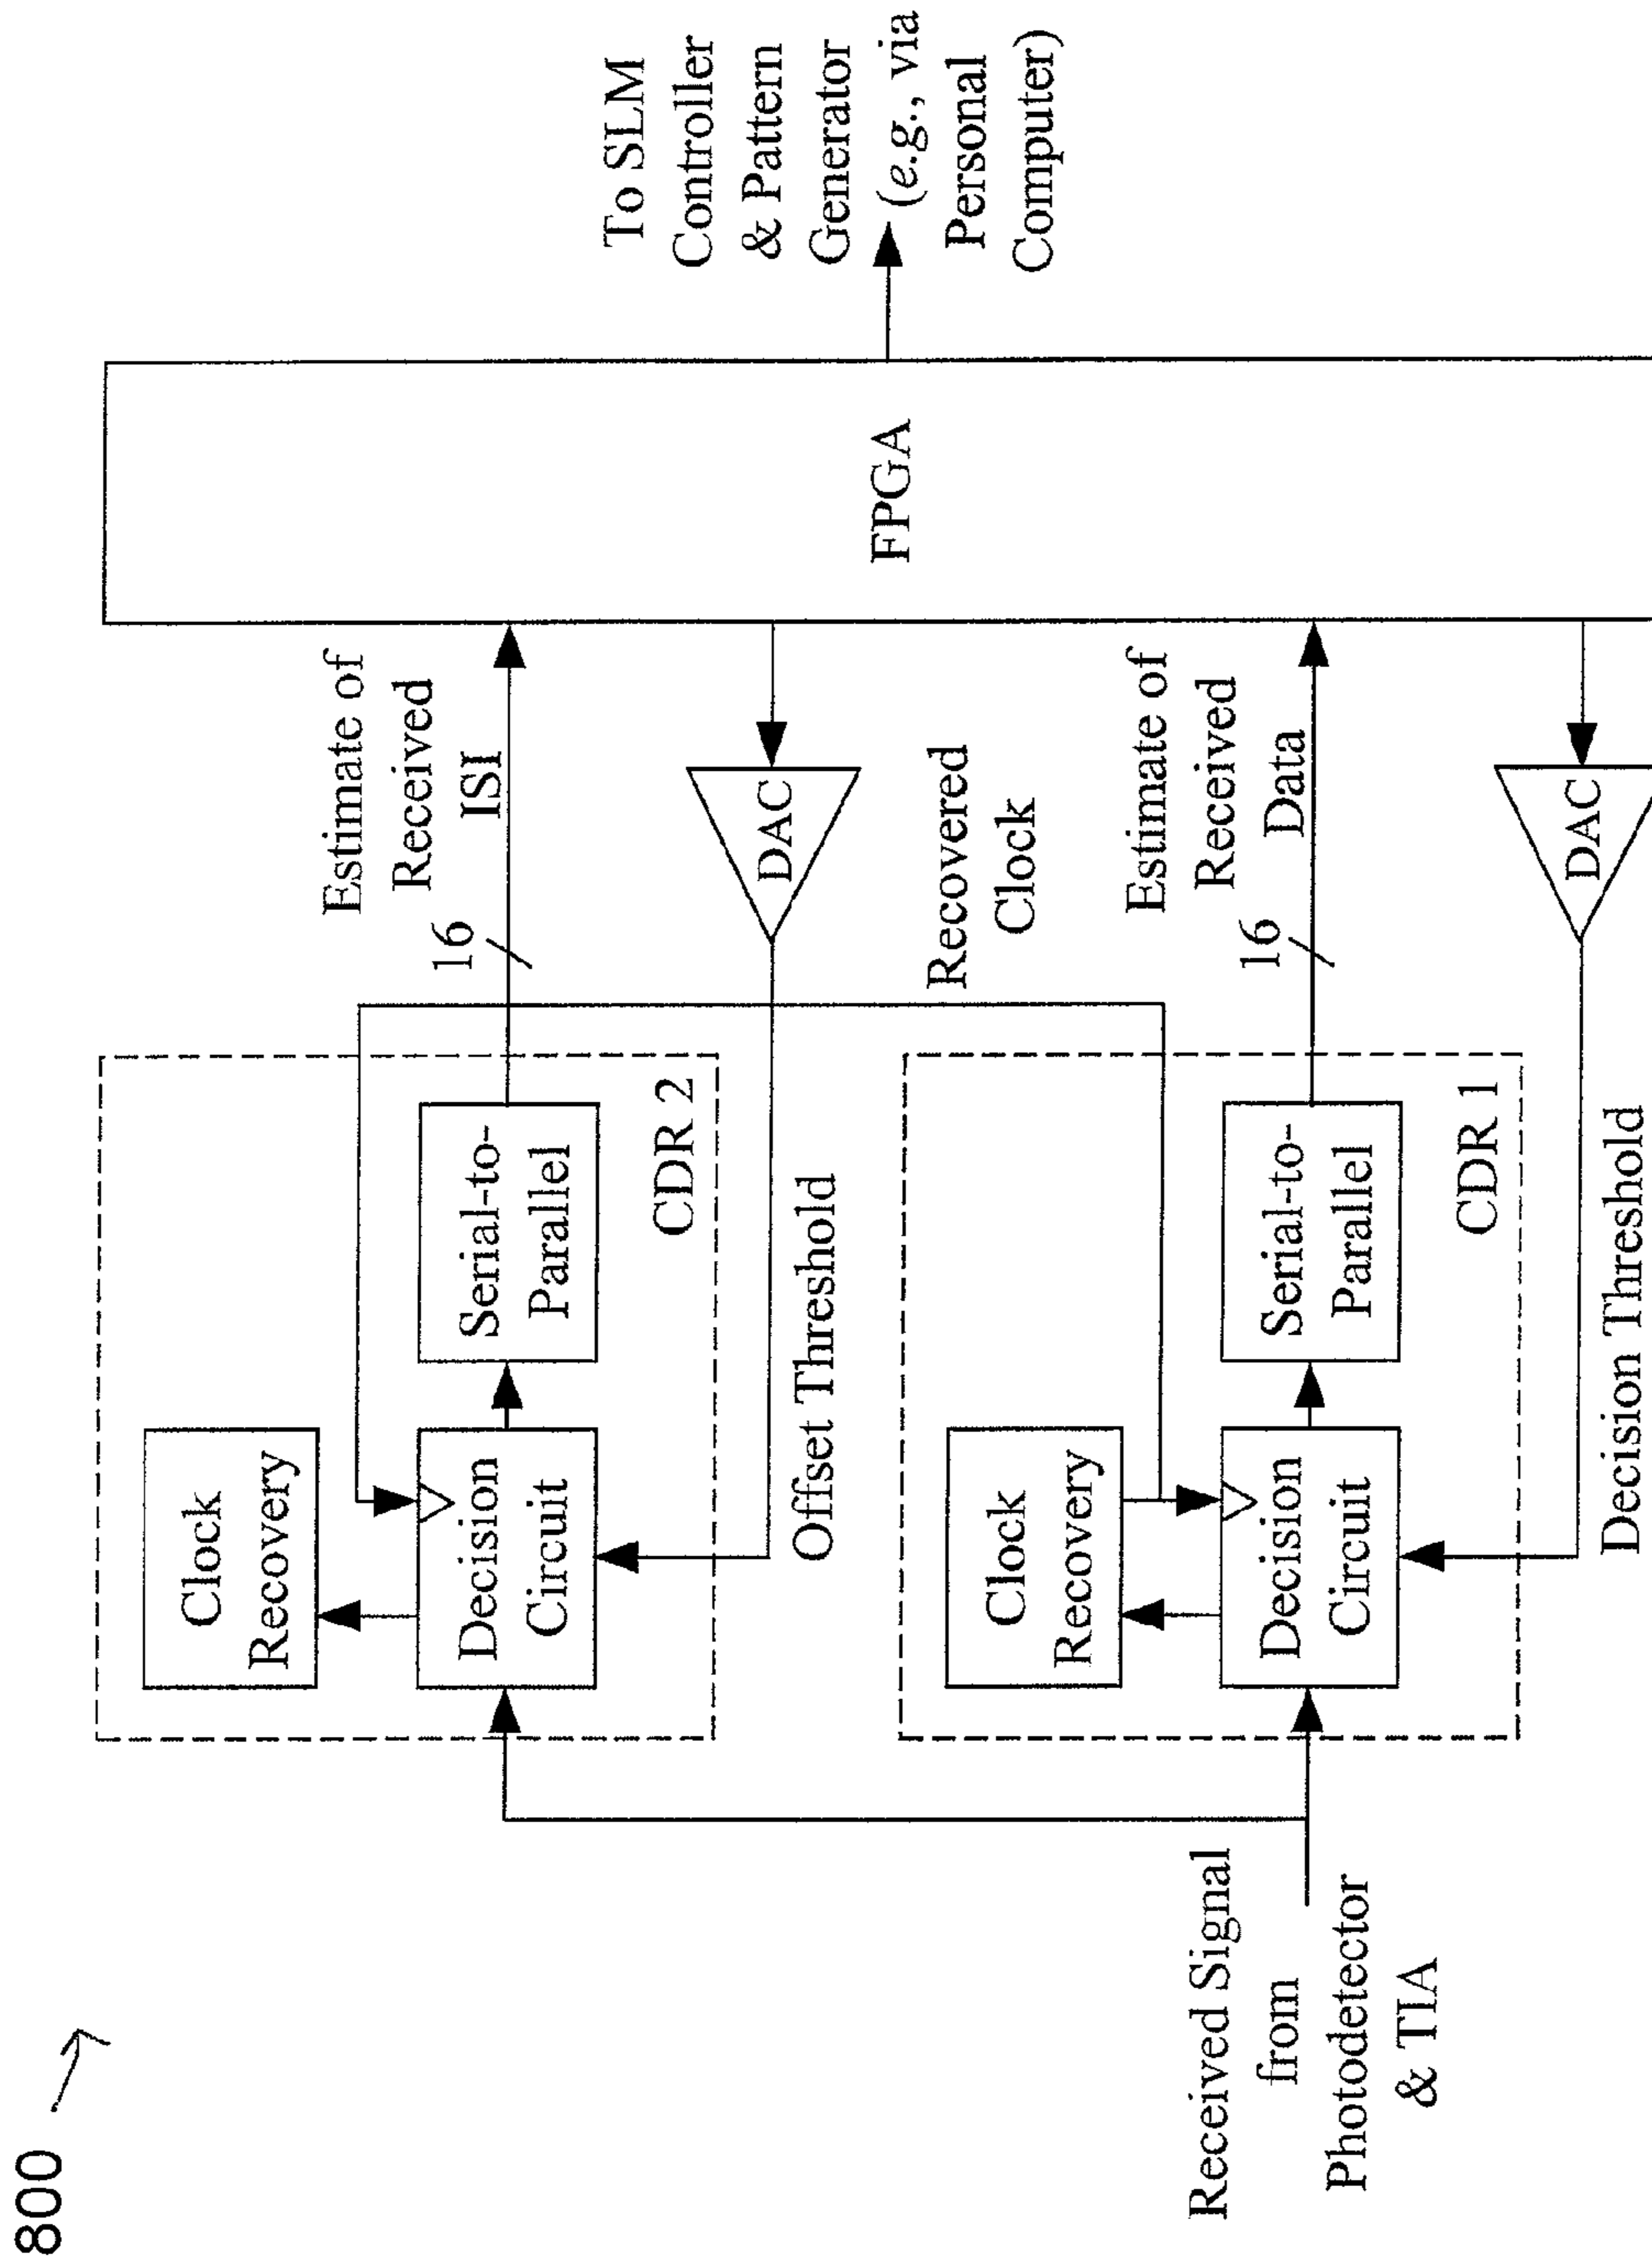 800
Clock
Recovery
Decision
Circuit
Serial-to-
Parallel
CDR 2
16
Estimate of
Received
ISI
Offset Threshold
DAC
Recovered
Clock
Received Signal
from
Photodetector
& TIA
Clock
Recovery
Decision
Circuit
Serial-to-
Parallel
CDR 1
16
Estimate of
Received
Data
Decision Threshold
DAC
FPGA
To SLM
Controller
& Pattern
Generator
(e.g., via
Personal
Computer)